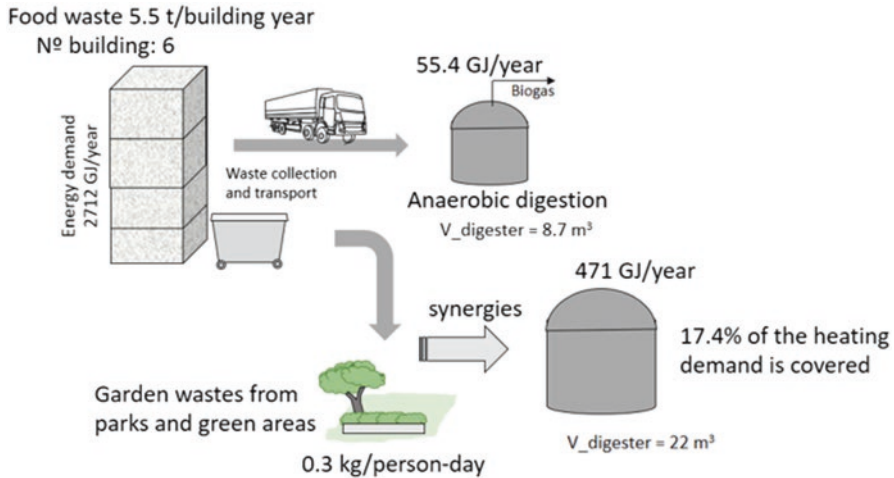 Food waste 5.5 t/building year
Nº building: 6
Energy demand
2712 GJ/year
Waste collection
and transport
55.4 GJ/year
Biogas
Anaerobic digestion
V_digester = 8.7 m³
synergies
471 GJ/year
17.4% of the heating
demand is covered
V_digester = 22 m³
Garden wastes from
parks and green areas
0.3 kg/person-day